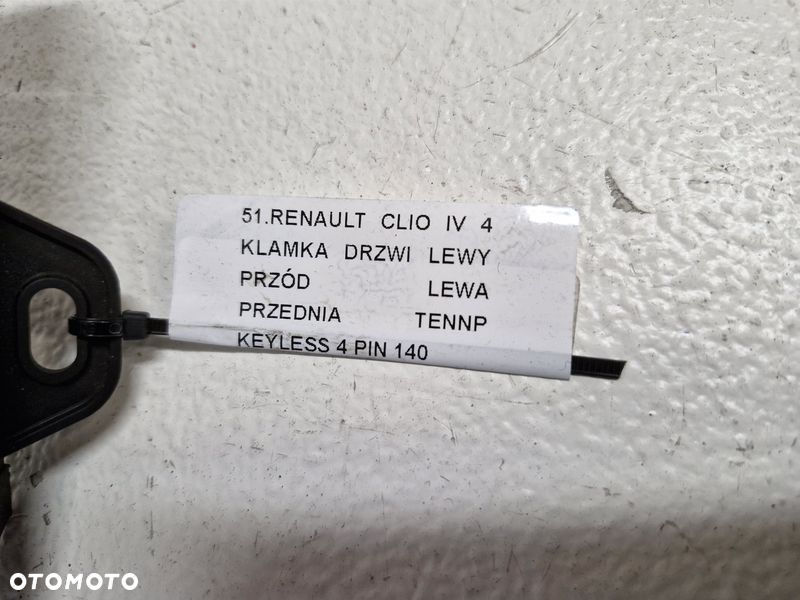 51.RENAULT CLIO IV 4
KLAMKA DRZWI LEWY
PRZÓD LEWA
PRZEDNIA TENNP
KEYLESS 4 PIN 140
OTOMOTO